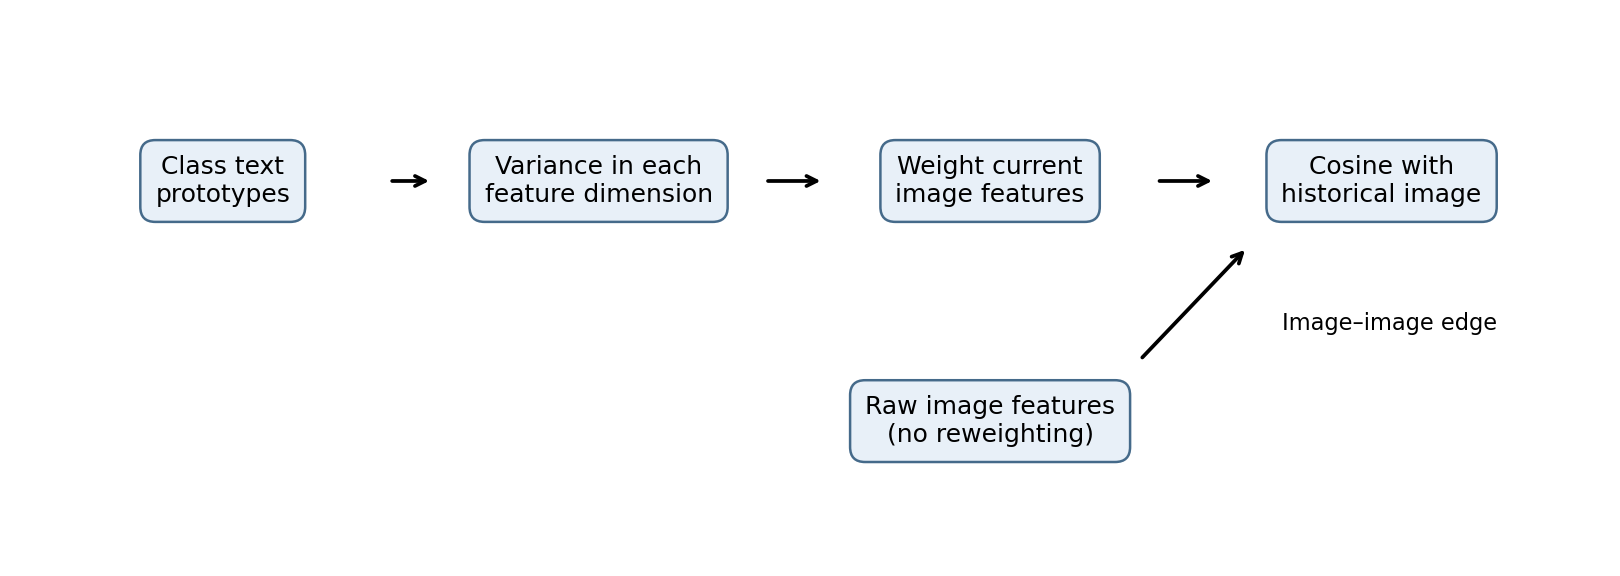 Class text
prototypes
Variance in each
feature dimension
Weight current
image features
Cosine with
historical image
Image–image edge
Raw image features
(no reweighting)